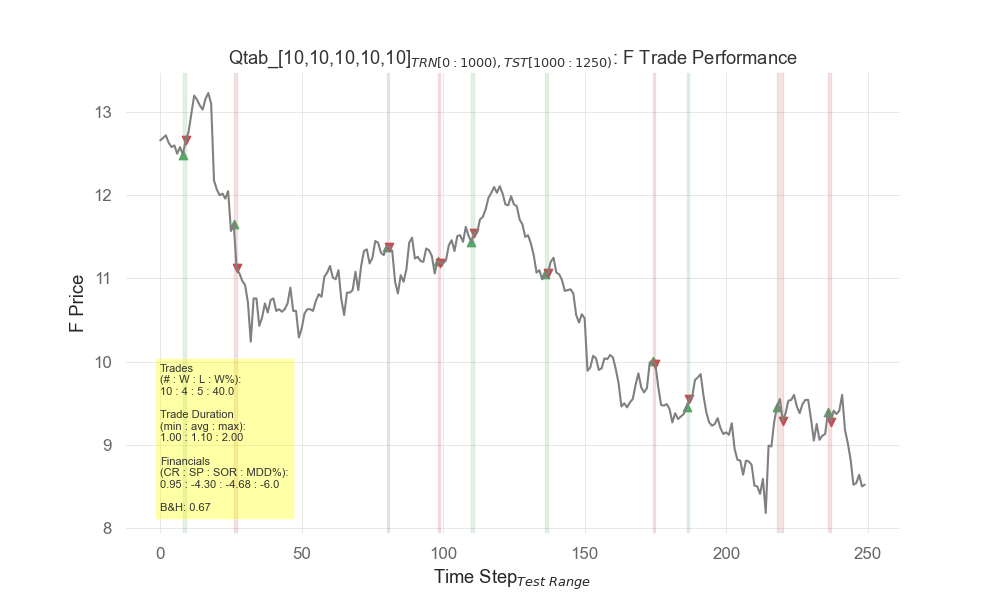 Qtab_[10,10,10,10,10]TRN[0 : 1000), TST[1000 : 1250): F Trade Performance
F Price
13
12
11
10
9
8
Trades
(# : W : L : W%):
10 : 4 : 5 : 40.0
Trade Duration
(min : avg : max):
1.00 : 1.10 : 2.00
Financials
(CR : SP : SOR : MDD%):
0.95 : -4.30 : -4.68 : -6.0
B&H: 0.67
0 50 100 150 200 250
Time StepTest Range